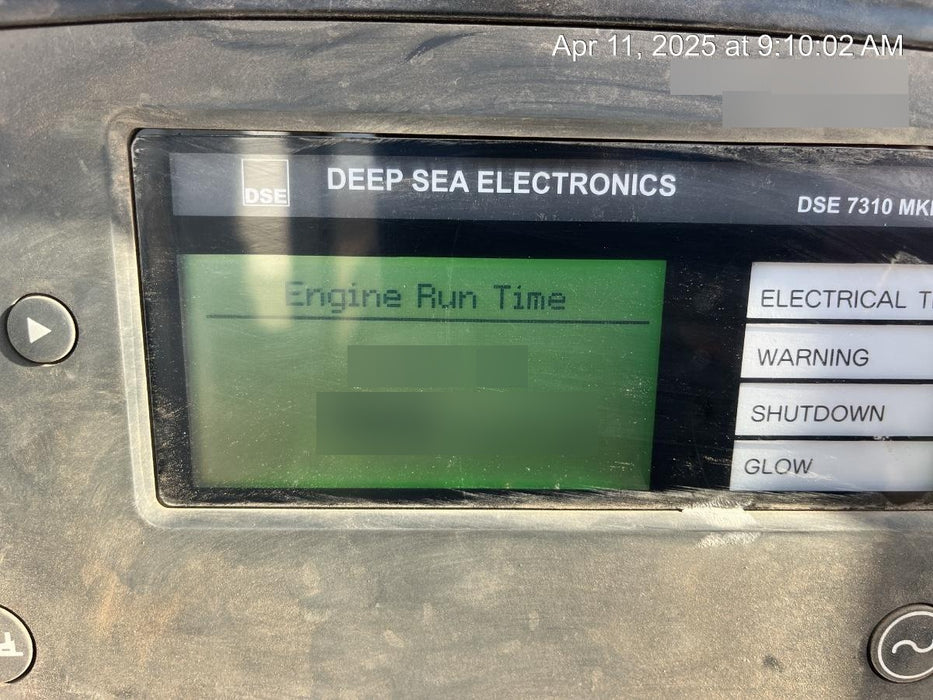 Apr 11, 2025 at 9:10:02 AM
DSE
DEEP SEA ELECTRONICS
DSE 7310
Engine Run Time
ELECTRICAL
WARNING
SHUTDOWN
GLOW